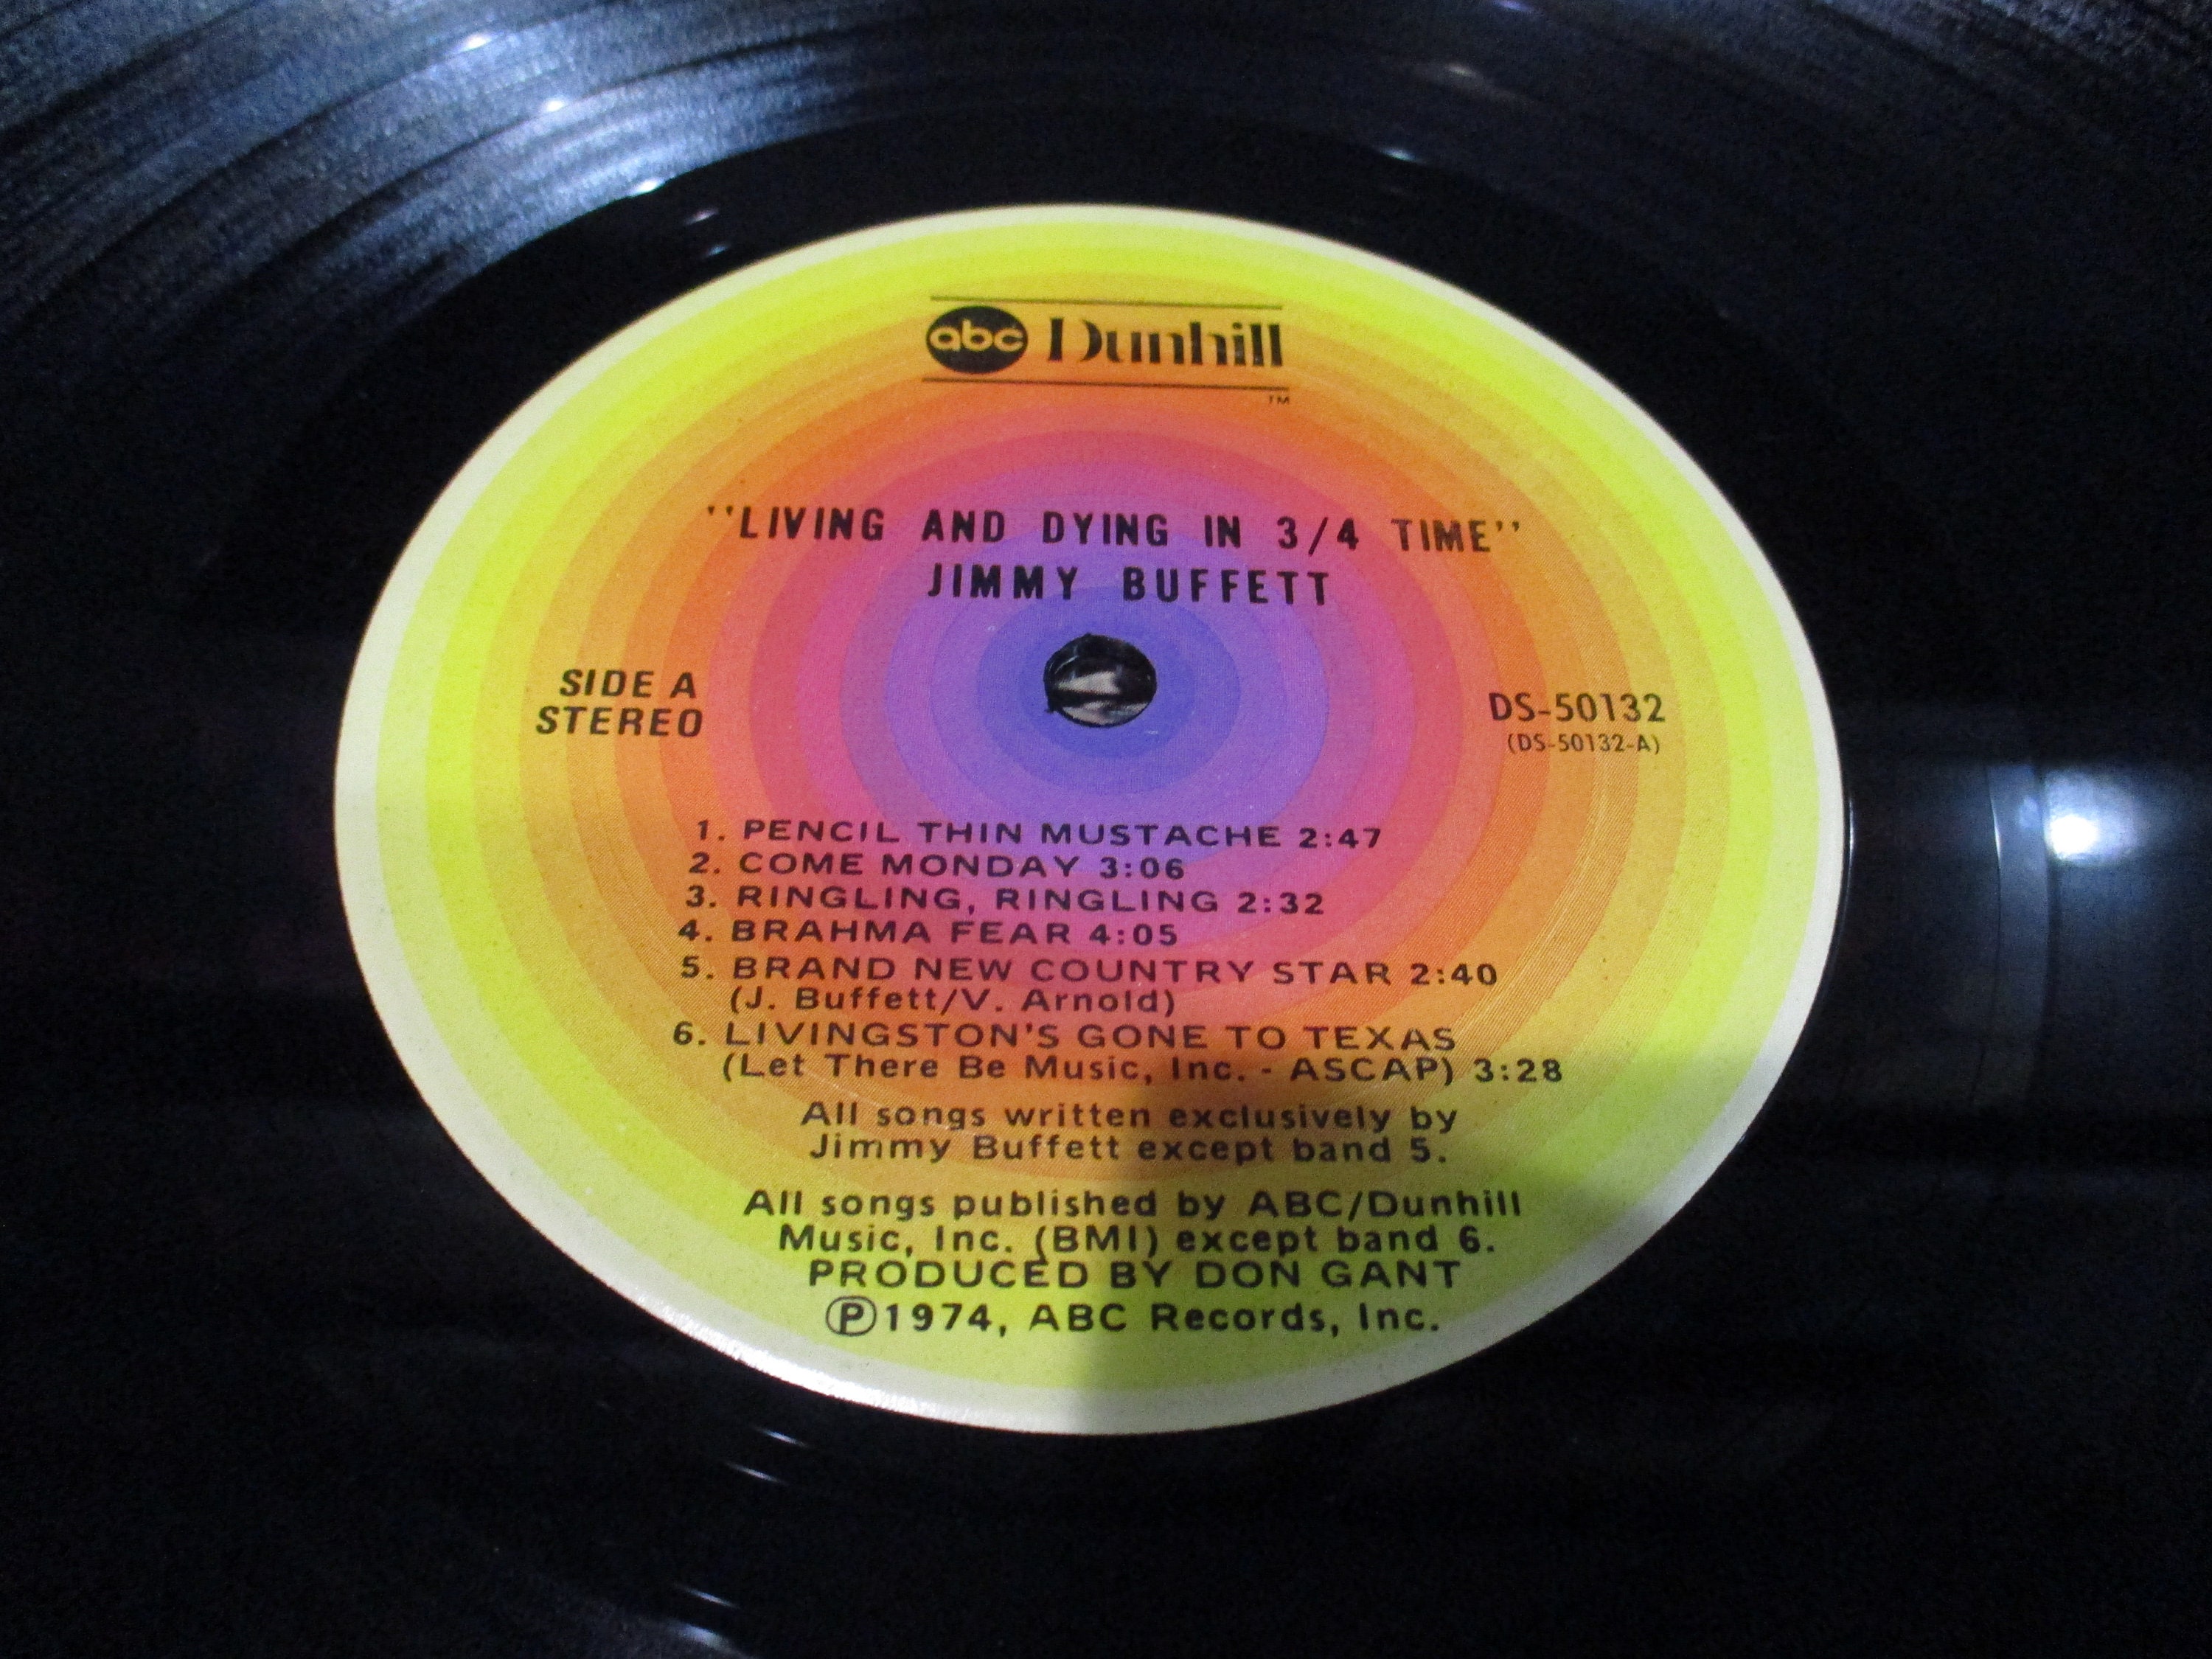 abc Dunhill
TM
"LIVING AND DYING IN 3/4 TIME"
JIMMY BUFFETT
SIDE A
STEREO
DS-50132
(DS-50132-A)
1. PENCIL THIN MUSTACHE 2:47
2. COME MONDAY 3:06
3. RINGLING, RINGLING 2:32
4. BRAHMA FEAR 4:05
5. BRAND NEW COUNTRY STAR 2:40
(J. Buffett/V. Arnold)
6. LIVINGSTON'S GONE TO TEXAS
(Let There Be Music, Inc. - ASCAP) 3:28
All songs written exclusively by
Jimmy Buffett except band 5.
All songs published by ABC/Dunhill
Music, Inc. (BMI) except band 6.
PRODUCED BY DON GANT
Ⓟ1974, ABC Records, Inc.